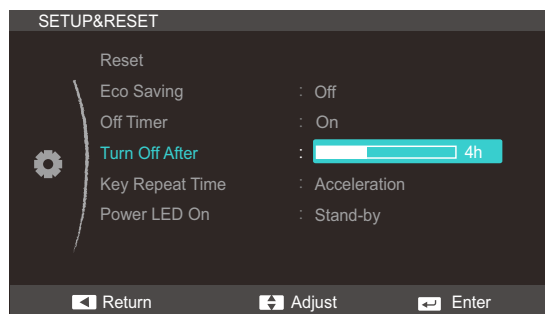 SETUP&RESET
Reset
Eco Saving : Off
Off Timer : On
Turn Off After : 4h
Key Repeat Time : Acceleration
Power LED On : Stand-by
Return Adjust Enter